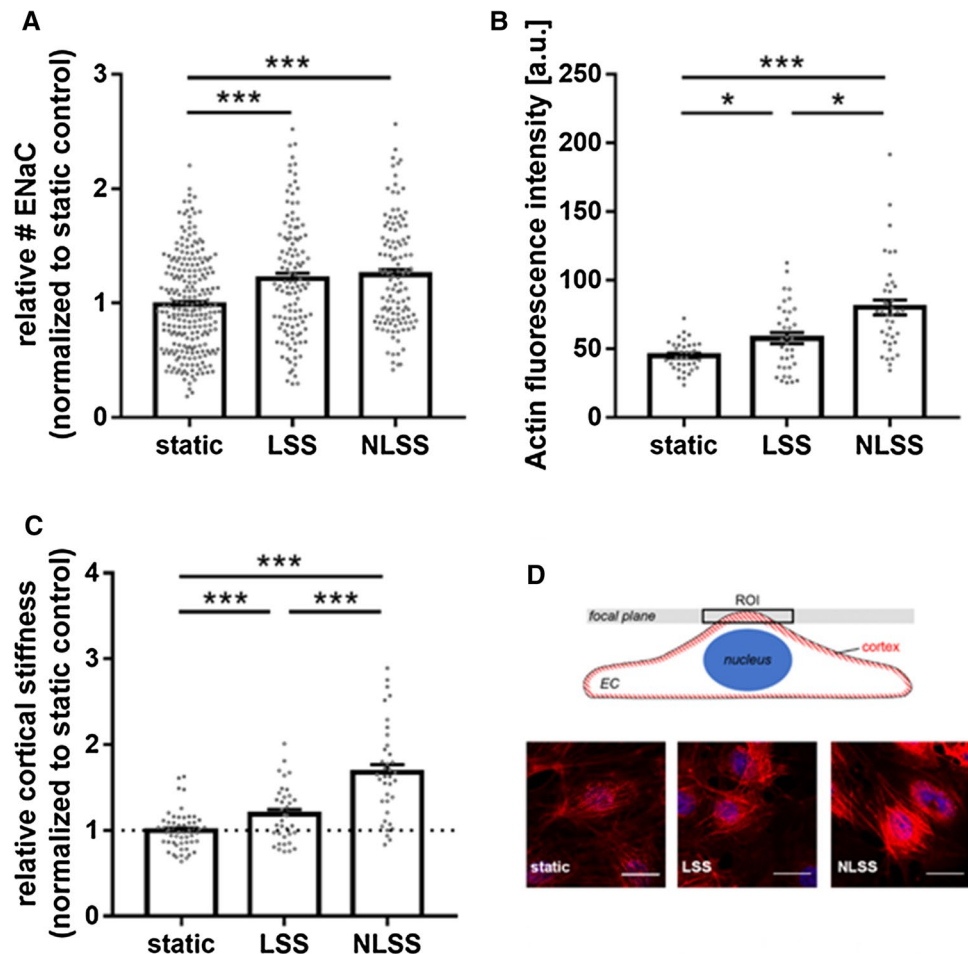 A
relative # ENaC
(normalized to static control)
3
2
1
0
***
***
static LSS NLSS
B
Actin fluorescence intensity [a.u.]
250
200
150
100
50
0
***
* *
static LSS NLSS
C
relative cortical stiffness
(normalized to static control)
4
3
2
1
0
***
*** ***
static LSS NLSS
D
ROI
focal plane
cortex
nucleus
EC
static LSS NLSS